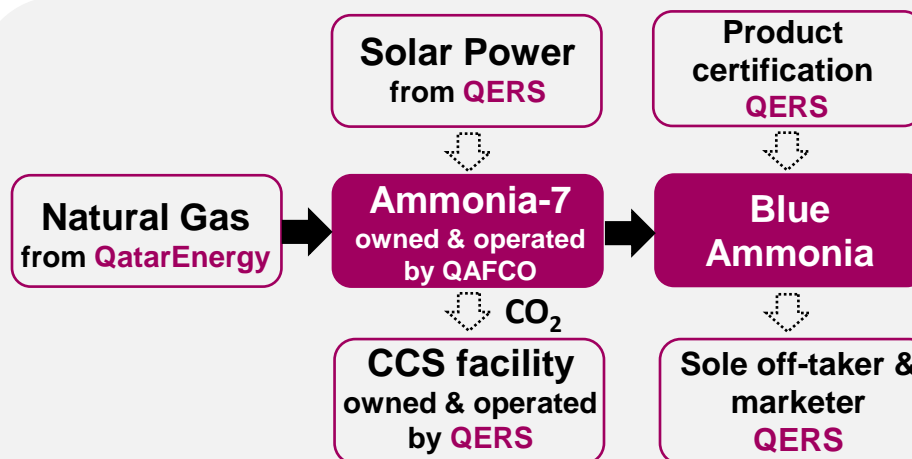 Solar Power
from QERS
Product
certification
QERS
Natural Gas
from QatarEnergy
Ammonia-7
owned & operated
by QAFCO
Blue
Ammonia
CO₂
CCS facility
owned & operated
by QERS
Sole off-taker &
marketer
QERS